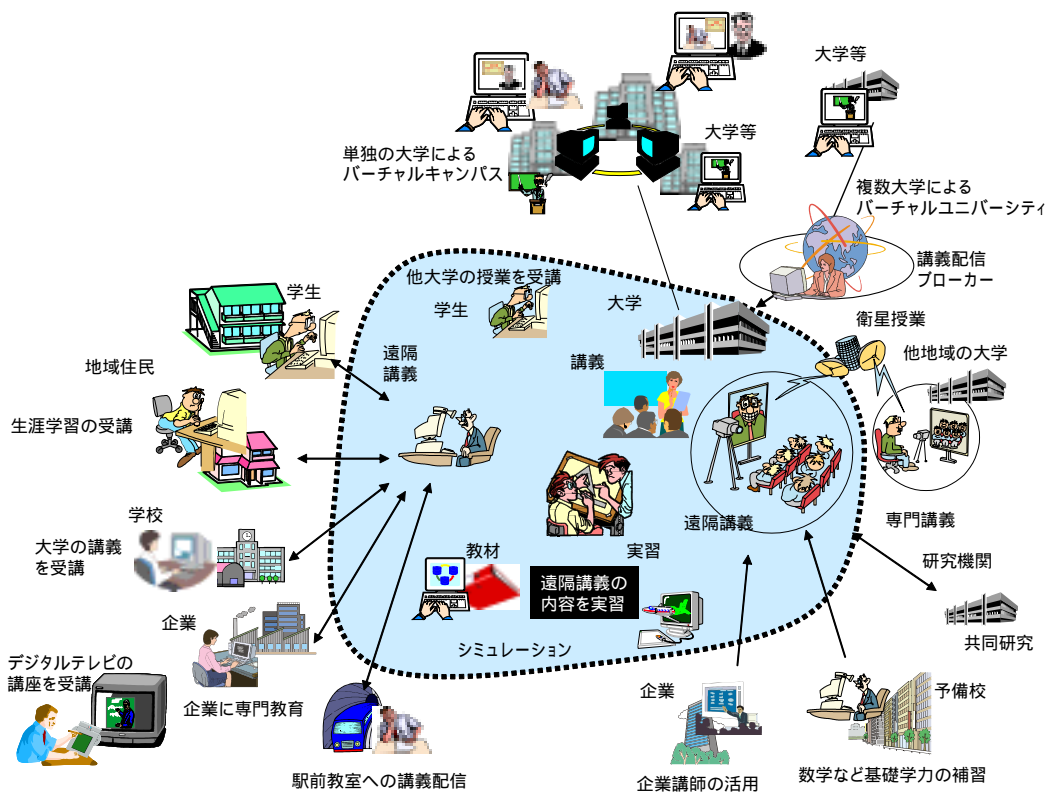 大学等
大学等
単独の大学による
バーチャルキャンパス
複数大学による
バーチャルユニバーシティ
講義配信
ブローカー
他大学の授業を受講
学生
学生
大学
衛星授業
遠隔
講義
講義
他地域の大学
地域住民
生涯学習の受講
学校
大学の講義
を受講
遠隔講義
専門講義
教材
実習
研究機関
遠隔講義の
内容を実習
企業
共同研究
シミュレーション
デジタルテレビの
講座を受講
企業に専門教育
企業
予備校
駅前教室への講義配信
企業講師の活用
数学など基礎学力の補習